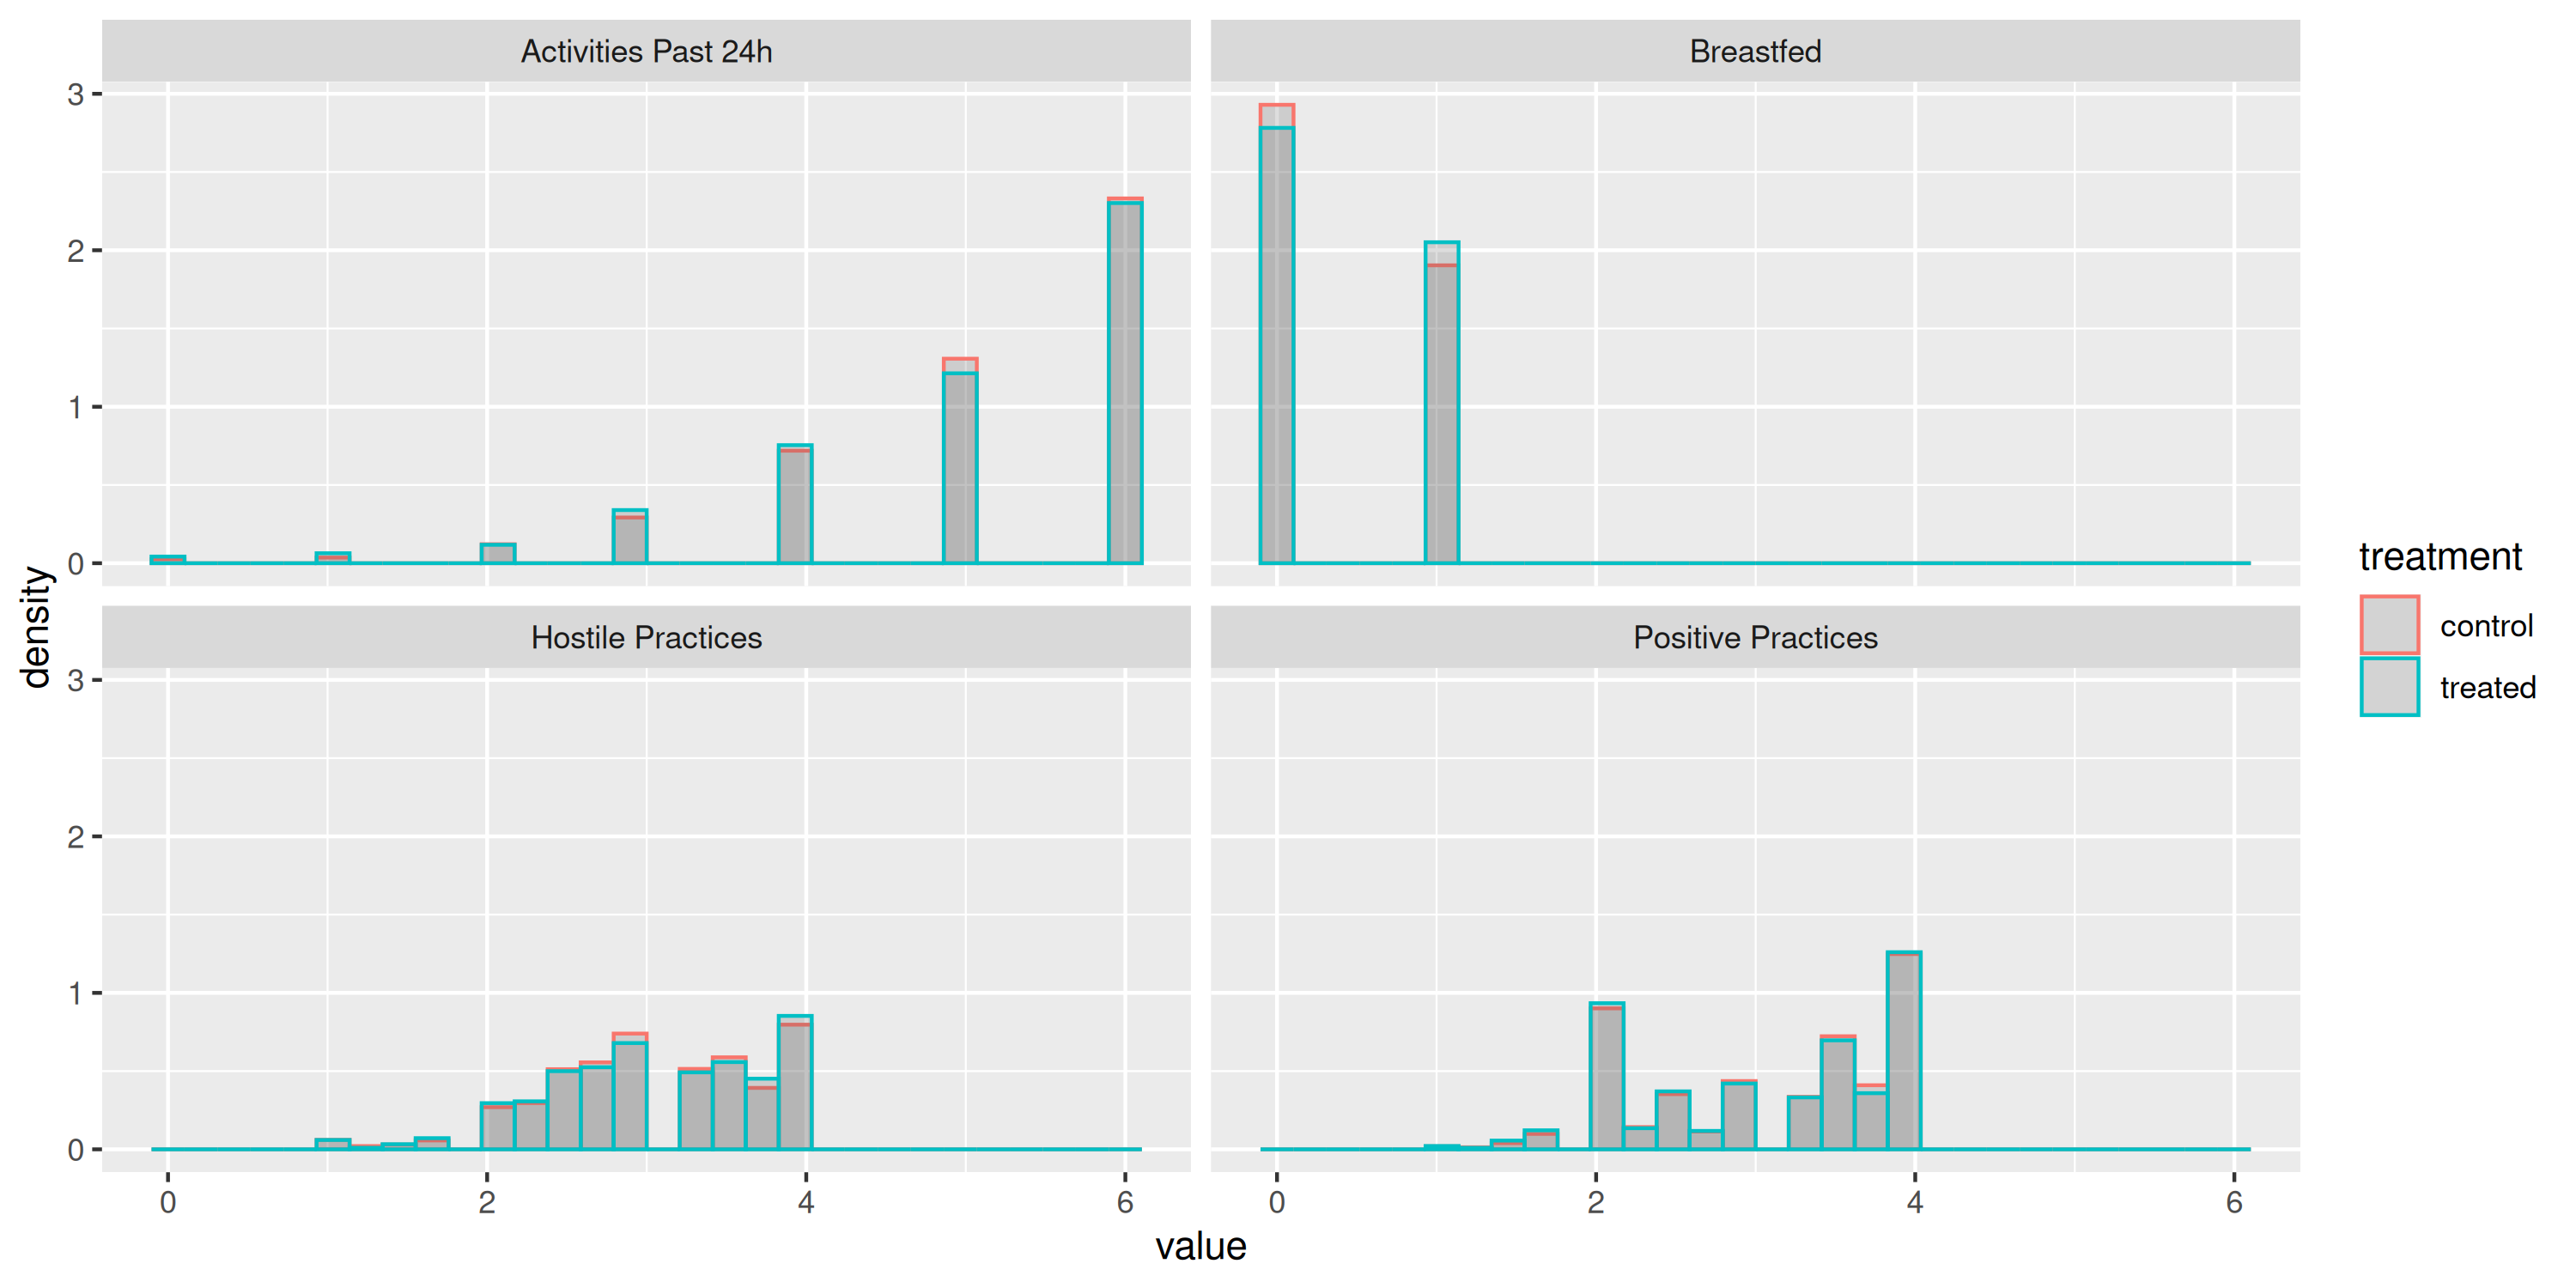 Activities Past 24h
Breastfed
3
2
1
0
Hostile Practices
Positive Practices
3
2
1
0
0
2
4
6
0
2
4
6
value
density
treatment
control
treated